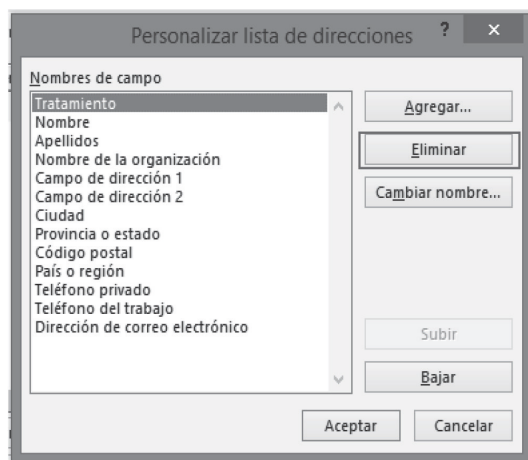 Personalizar lista de direcciones ? ×
Nombres de campo
Tratamiento
Nombre
Apellidos
Nombre de la organización
Campo de dirección 1
Campo de dirección 2
Ciudad
Provincia o estado
Código postal
País o región
Teléfono privado
Teléfono del trabajo
Dirección de correo electrónico
Agregar...
Eliminar
Cambiar nombre...
Subir
Bajar
Aceptar
Cancelar